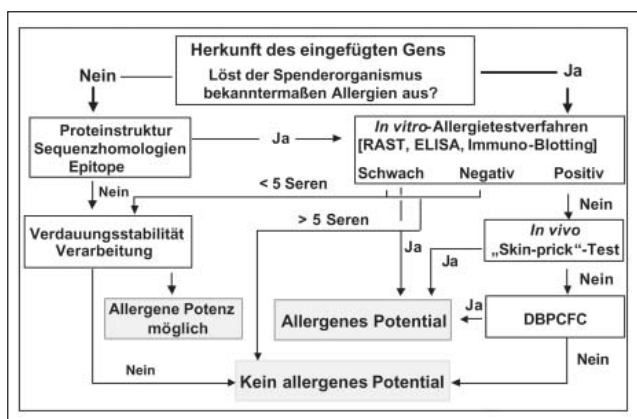 Herkunft des eingefügten Gens
Nein
Löst der Spenderorganismus
bekanntermaßen Allergien aus?
Ja
Proteinstruktur
Sequenzhomologien
Epitope
Ja
In vitro-Allergietestverfahren
[RAST, ELISA, Immuno-Blotting]
Schwach Negativ Positiv
Nein
< 5 Seren
Nein
Verdauungsstabilität
Verarbeitung
> 5 Seren
Ja
In vivo
„Skin-prick“-Test
Ja
Nein
Allergene Potenz
möglich
Allergenes Potential
Ja
DBPCFC
Nein
Nein
Kein allergenes Potential